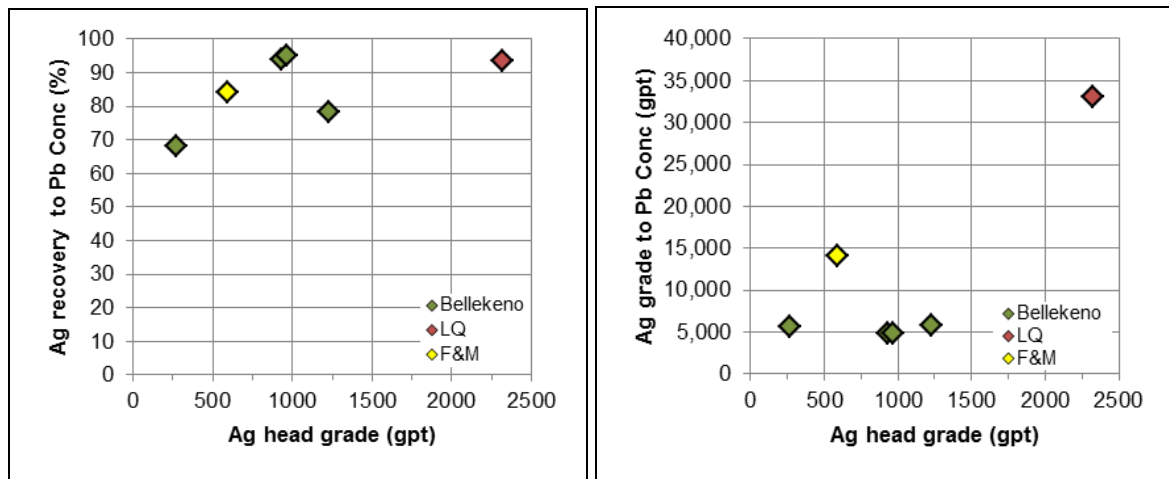 Ag recovery to Pb Conc (%)
100
90
80
70
60
50
40
30
20
10
0
0 500 1000 1500 2000 2500
Ag head grade (gpt)
Bellekeno
LQ
F&M
Ag grade to Pb Conc (gpt)
40,000
35,000
30,000
25,000
20,000
15,000
10,000
5,000
0
0 500 1000 1500 2000 2500
Ag head grade (gpt)
Bellekeno
LQ
F&M